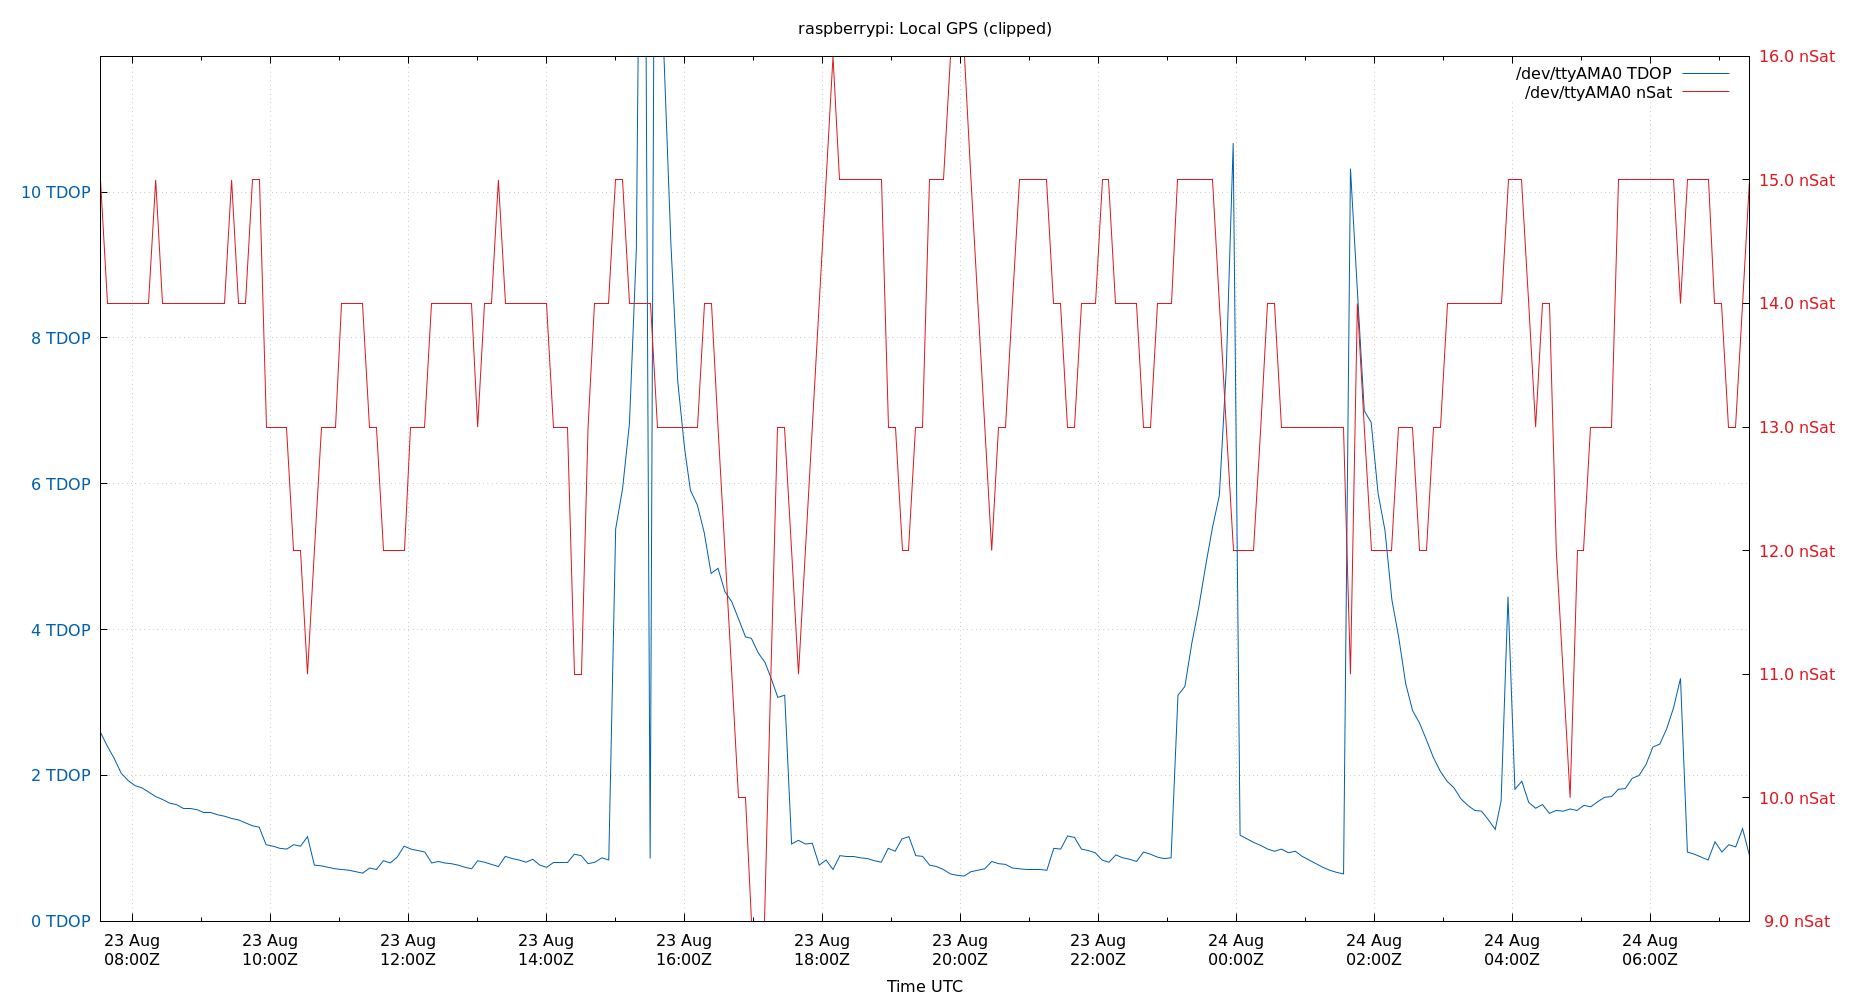 raspberrypi: Local GPS (clipped)
/dev/ttyAMA0 TDOP
/dev/ttyAMA0 nSat
10 TDOP
8 TDOP
6 TDOP
4 TDOP
2 TDOP
0 TDOP
16.0 nSat
15.0 nSat
14.0 nSat
13.0 nSat
12.0 nSat
11.0 nSat
10.0 nSat
9.0 nSat
23 Aug 23 Aug 23 Aug 23 Aug 23 Aug 23 Aug 23 Aug 23 Aug 24 Aug 24 Aug 24 Aug 24 Aug
08:00Z 10:00Z 12:00Z 14:00Z 16:00Z 18:00Z 20:00Z 22:00Z 00:00Z 02:00Z 04:00Z 06:00Z
Time UTC